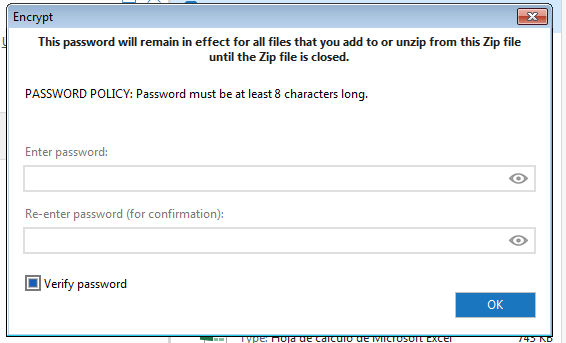 Encrypt
This password will remain in effect for all files that you add to or unzip from this Zip file
until the Zip file is closed.
PASSWORD POLICY: Password must be at least 8 characters long.
Enter password:
Re-enter password (for confirmation):
Verify password
OK
Tipo: Hoja de cálculo de Microsoft Excel
745 KB